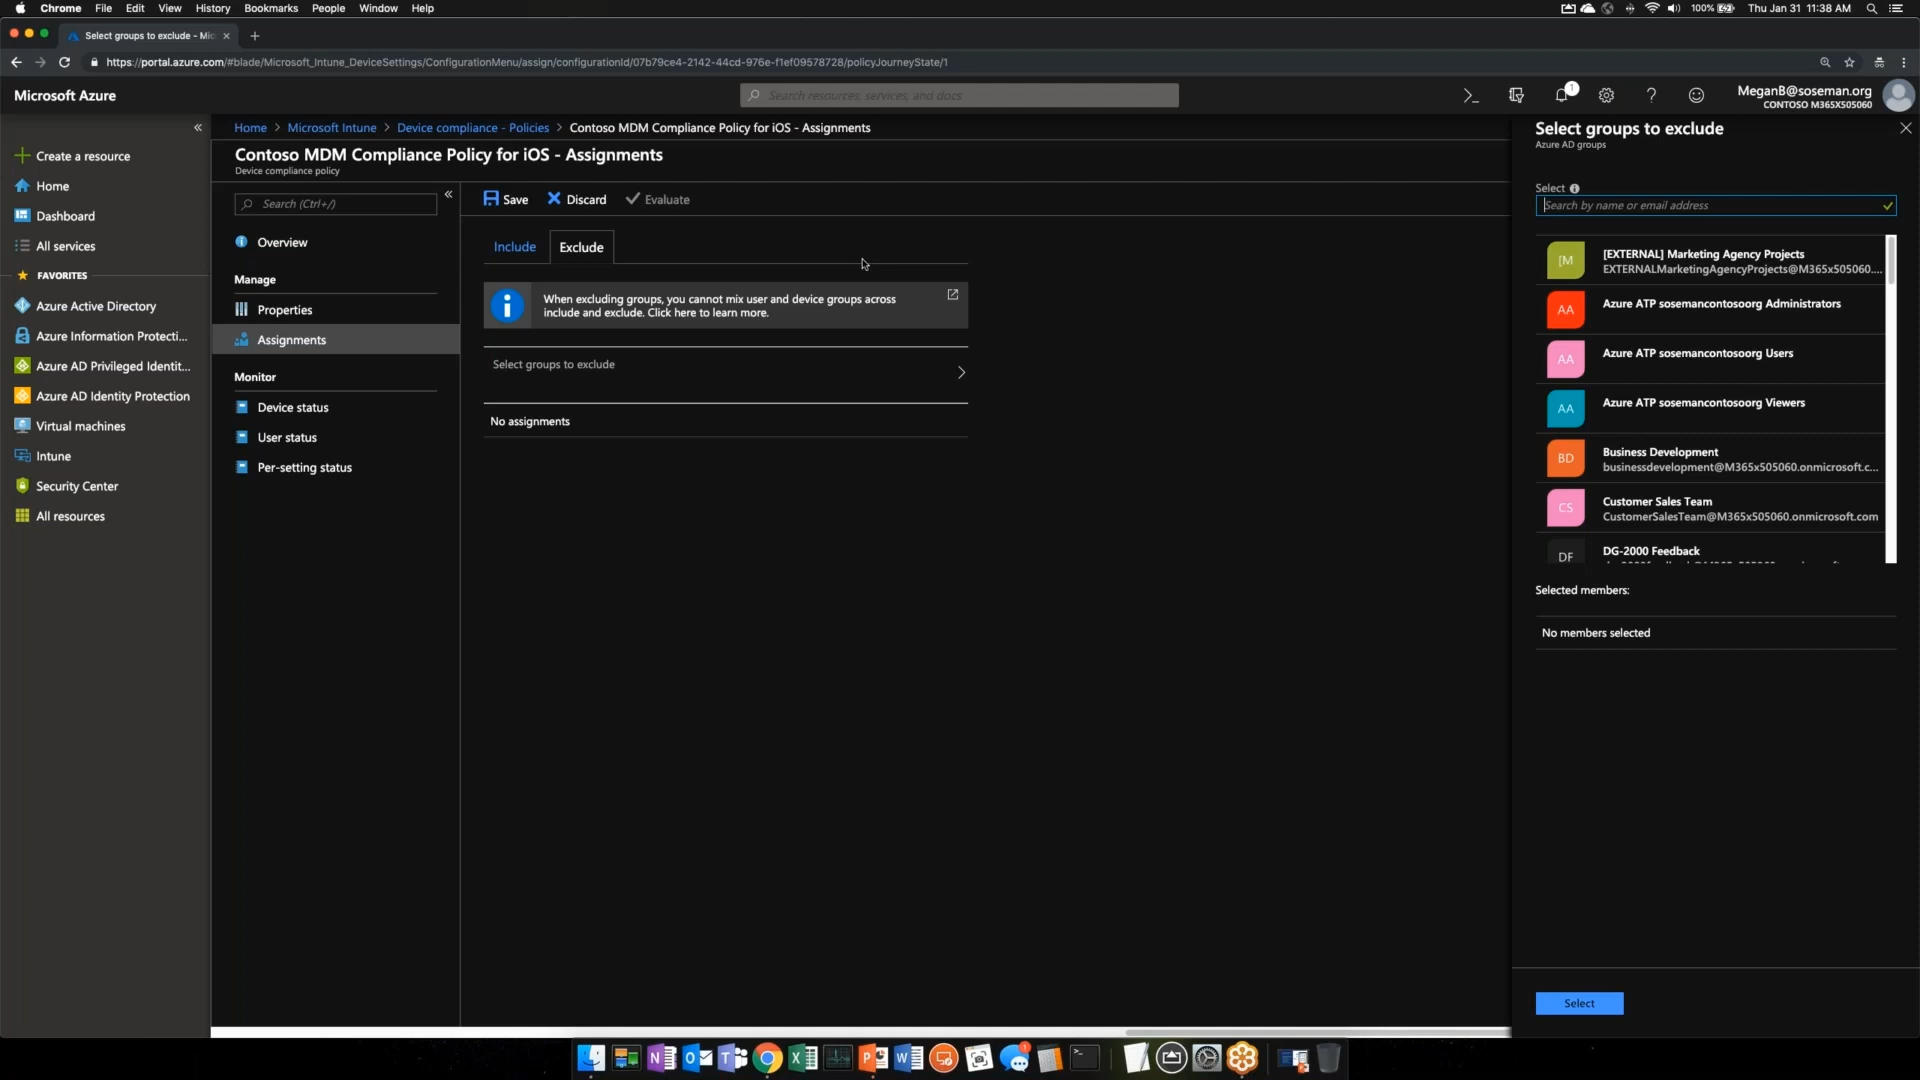 Chrome File Edit View History Bookmarks People Window Help
100% Thu Jan 31 11:38 AM
Select groups to exclude - Mic
https://portal.azure.com/#blade/Microsoft_Intune_DeviceSettings/ConfigurationMenu/assign/configurationId/07b79ce4-2142-44cd-976e-f1ef09578728/policyJourneyState/1
Microsoft Azure
Search resources, services, and docs
1
MeganB@soseman.org
CONTOSO M365X505060
Create a resource
Home
Dashboard
All services
FAVORITES
Azure Active Directory
Azure Information Protecti...
Azure AD Privileged Identit...
Azure AD Identity Protection
Virtual machines
Intune
Security Center
All resources
Home > Microsoft Intune > Device compliance - Policies > Contoso MDM Compliance Policy for iOS - Assignments
Contoso MDM Compliance Policy for iOS - Assignments
Device compliance policy
Search (Ctrl+/)
Overview
Manage
Properties
Assignments
Monitor
Device status
User status
Per-setting status
Save Discard Evaluate
Include Exclude
When excluding groups, you cannot mix user and device groups across
include and exclude. Click here to learn more.
Select groups to exclude
No assignments
Select groups to exclude
Azure AD groups
Select
Search by name or email address
[M
[EXTERNAL] Marketing Agency Projects
EXTERNALMarketingAgencyProjects@M365x505060....
AA
Azure ATP sosemancontosoorg Administrators
AA
Azure ATP sosemancontosoorg Users
AA
Azure ATP sosemancontosoorg Viewers
BD
Business Development
businessdevelopment@M365x505060.onmicrosoft.c...
CS
Customer Sales Team
CustomerSalesTeam@M365x505060.onmicrosoft.com
DF
DG-2000 Feedback
Selected members:
No members selected
Select